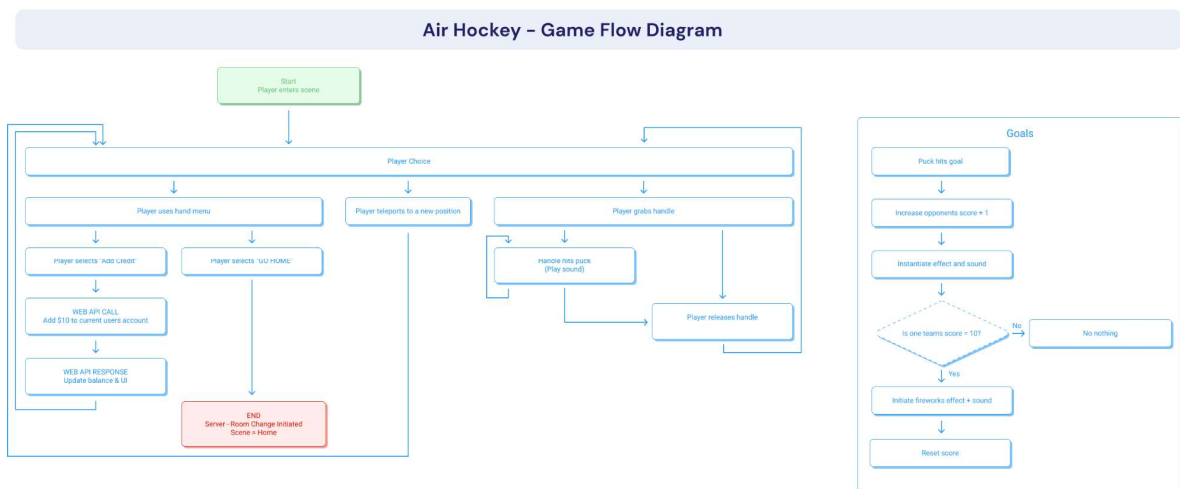 Air Hockey - Game Flow Diagram
Start
Player enters scene
Player Choice
Player uses hand menu
Player teleports to a new position
Player grabs handle
Player selects "Add Credit"
Player selects "GO HOME"
Handle hits puck
(Play sound)
WEB API CALL
Add $10 to current users account
Player releases handle
WEB API RESPONSE
Update balance & UI
END
Server - Room Change Initiated
Scene = Home
Goals
Puck hits goal
Increase opponents score + 1
Instantiate effect and sound
Is one teams score = 10?
No
No nothing
Yes
Initiate fireworks effect + sound
Reset score